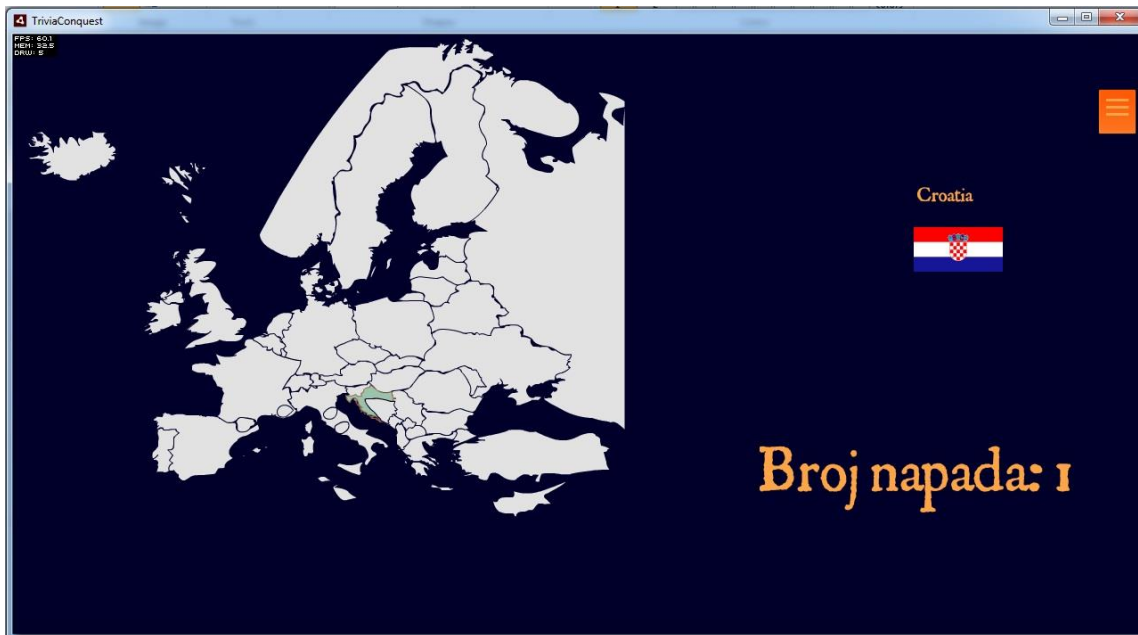 TriviaConquest
FPS: 60.1
MEM: 32.5
DRW: 5
Croatia
Broj napada: 1